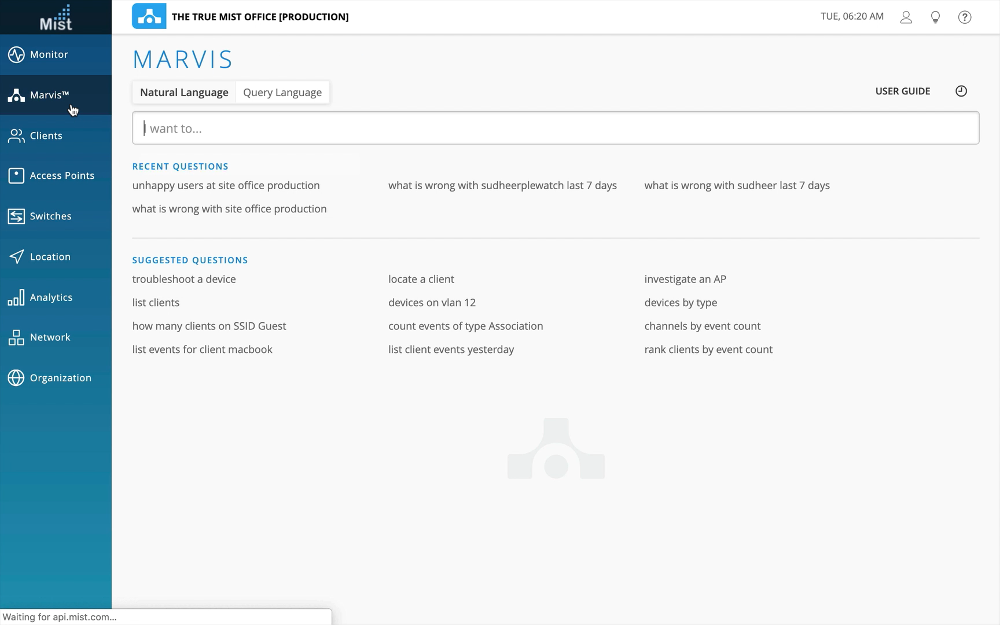 Mist
THE TRUE MIST OFFICE [PRODUCTION]
TUE, 06:20 AM
Monitor
Marvis™
Clients
Access Points
Switches
Location
Analytics
Network
Organization
MARVIS
Natural Language
Query Language
USER GUIDE
I want to...
RECENT QUESTIONS
unhappy users at site office production
what is wrong with sudheerplewatch last 7 days
what is wrong with sudheer last 7 days
what is wrong with site office production
SUGGESTED QUESTIONS
troubleshoot a device
locate a client
investigate an AP
list clients
devices on vlan 12
devices by type
how many clients on SSID Guest
count events of type Association
channels by event count
list events for client macbook
list client events yesterday
rank clients by event count
Waiting for api.mist.com...